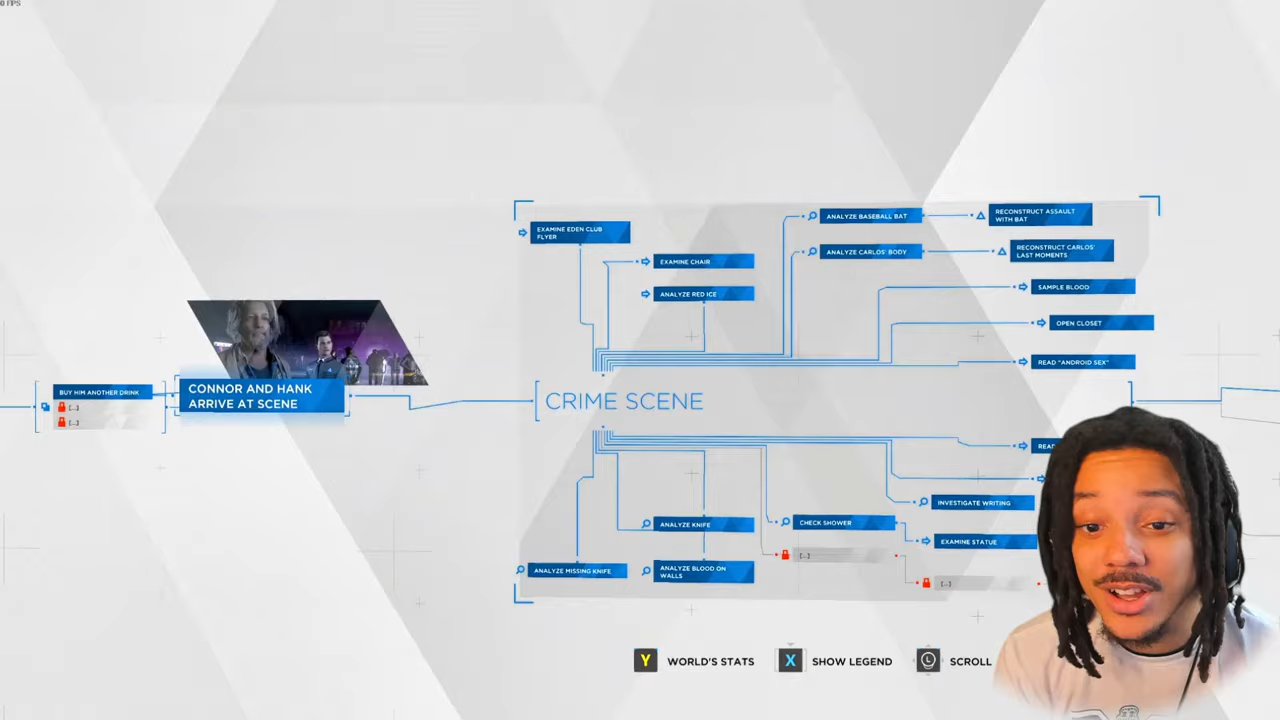 0 FPS
EXAMINE EDEN CLUB
FLYER
EXAMINE CHAIR
ANALYZE RED ICE
ANALYZE BASEBALL BAT
RECONSTRUCT ASSAULT
WITH BAT
ANALYZE CARLOS' BODY
RECONSTRUCT CARLOS'
LAST MOMENTS
SAMPLE BLOOD
OPEN CLOSET
READ "ANDROID SEX"
BUY HIM ANOTHER DRINK
[...]
[...]
CONNOR AND HANK
ARRIVE AT SCENE
CRIME SCENE
READ
INVESTIGATE WRITING
ANALYZE KNIFE
CHECK SHOWER
EXAMINE STATUE
[...]
ANALYZE MISSING KNIFE
ANALYZE BLOOD ON
WALLS
[...]
Y WORLD'S STATS
X SHOW LEGEND
L SCROLL